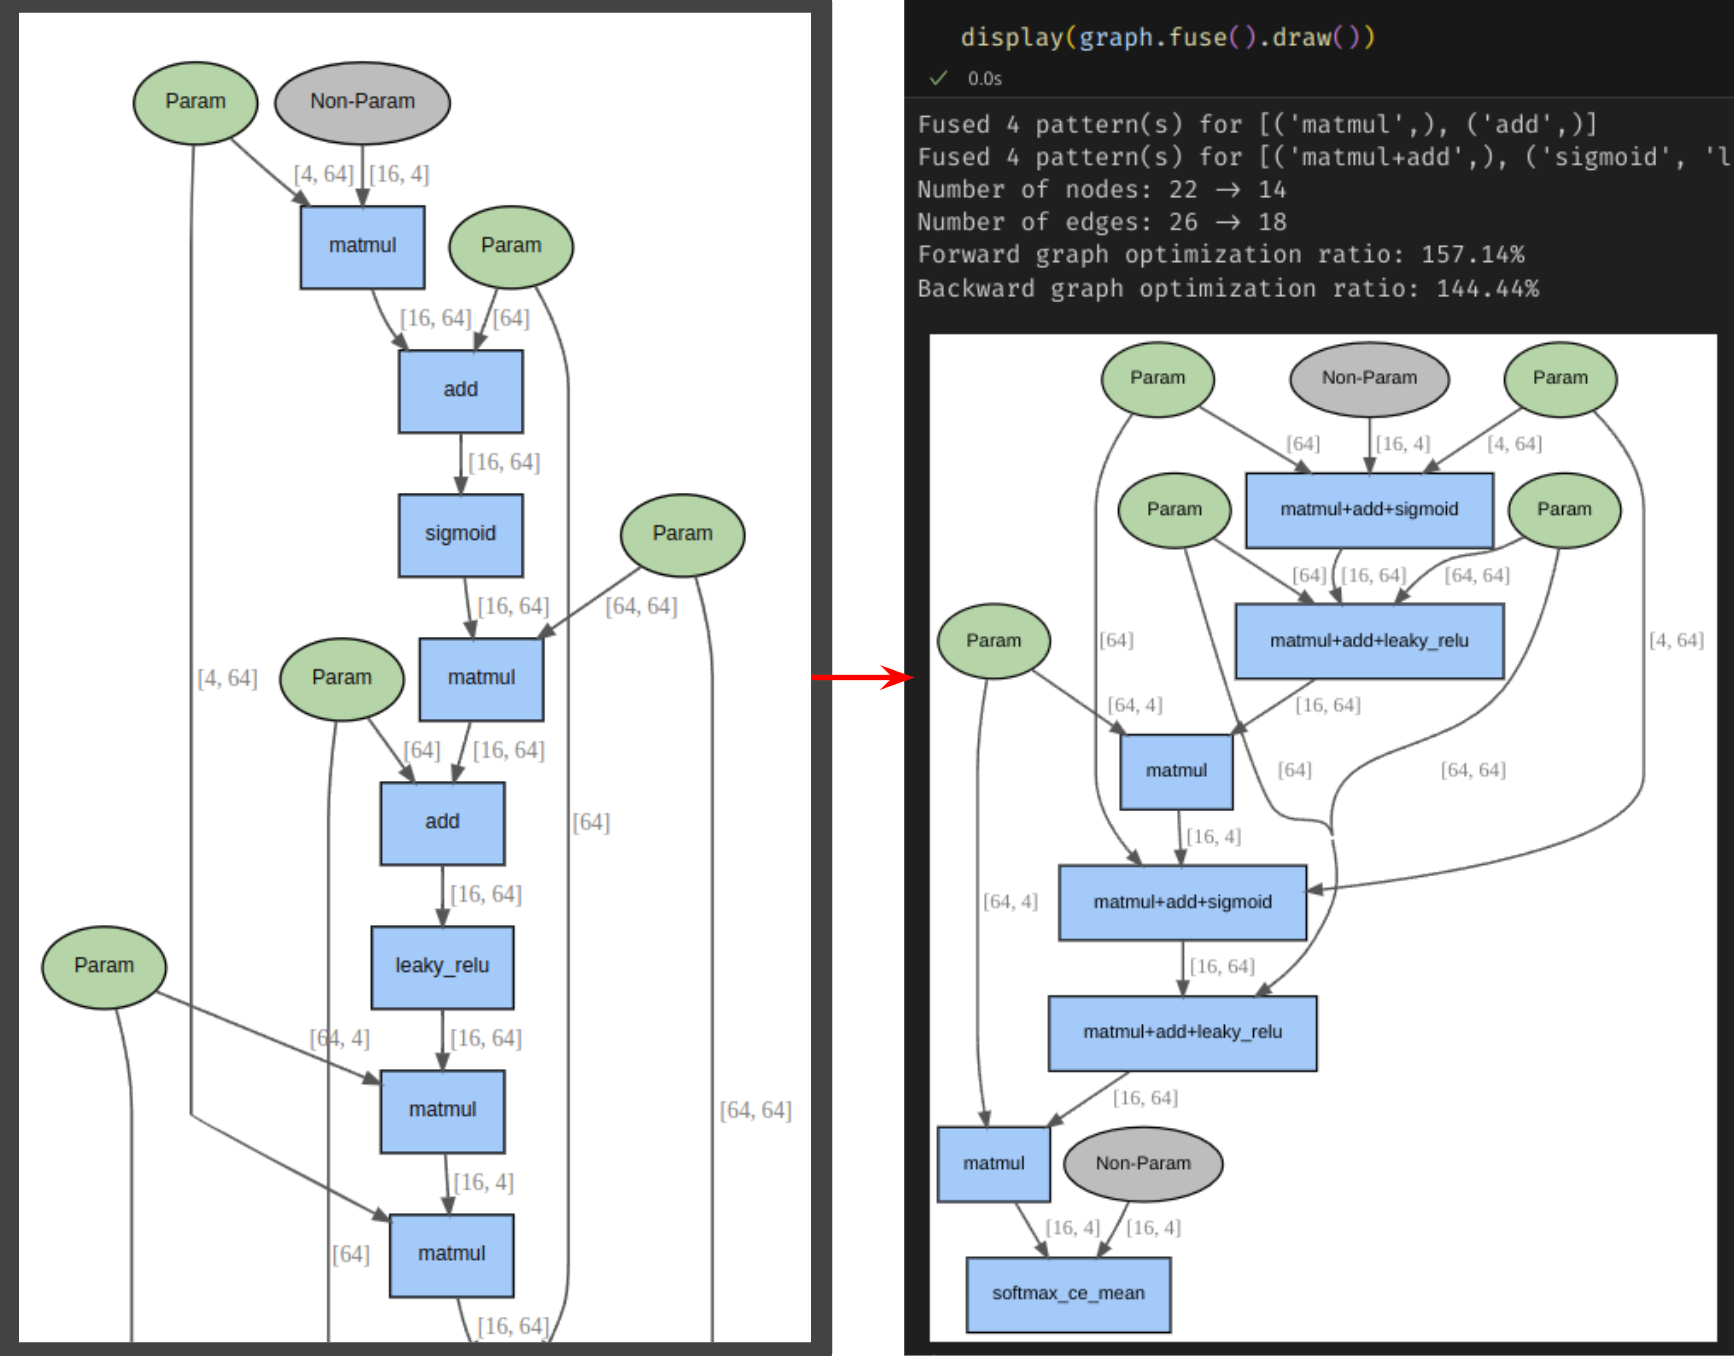 Param
Non-Param
[4, 64]
[16, 4]
matmul
Param
[16, 64]
[64]
add
[16, 64]
sigmoid
Param
[16, 64]
[64, 64]
[4, 64]
Param
matmul
[64]
[16, 64]
add
[64]
[16, 64]
Param
leaky_relu
[64, 4]
[16, 64]
matmul
[64, 64]
[16, 4]
matmul
[64]
[16, 64]
display(graph.fuse().draw())
✓ 0.0s
Fused 4 pattern(s) for [('matmul',), ('add',)]
Fused 4 pattern(s) for [('matmul+add',), ('sigmoid', 'l
Number of nodes: 22 → 14
Number of edges: 26 → 18
Forward graph optimization ratio: 157.14%
Backward graph optimization ratio: 144.44%
Param
Non-Param
Param
[64]
[16, 4]
[4, 64]
Param
matmul+add+sigmoid
Param
[64]
[16, 64]
[64, 64]
Param
[64]
matmul+add+leaky_relu
[4, 64]
[64, 4]
[16, 64]
matmul
[64]
[64, 64]
[16, 4]
[64, 4]
matmul+add+sigmoid
[16, 64]
matmul+add+leaky_relu
[16, 64]
matmul
Non-Param
[16, 4]
[16, 4]
softmax_ce_mean